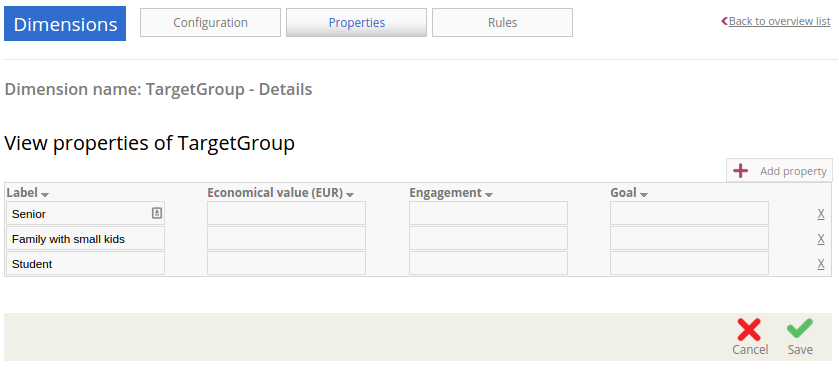 Dimensions Configuration Properties Rules Back to overview list
Dimension name: TargetGroup - Details
View properties of TargetGroup
Add property
Label Economical value (EUR) Engagement Goal
Senior X
Family with small kids X
Student X
Cancel Save